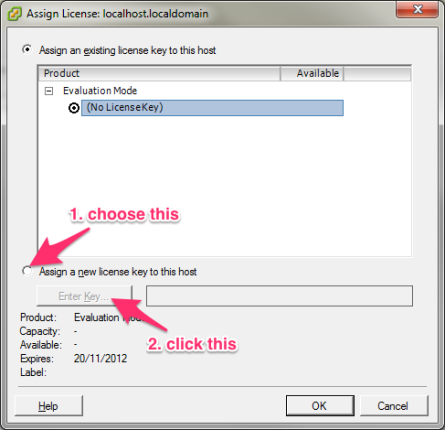 Assign License: localhost.localdomain
Assign an existing license key to this host
Product Available
Evaluation Mode
(No License Key)
1. choose this
Assign a new license key to this host
Enter Key...
Product: Evaluation
Capacity: -
2. click this
Available: -
Expires: 20/11/2012
Label:
Help OK Cancel